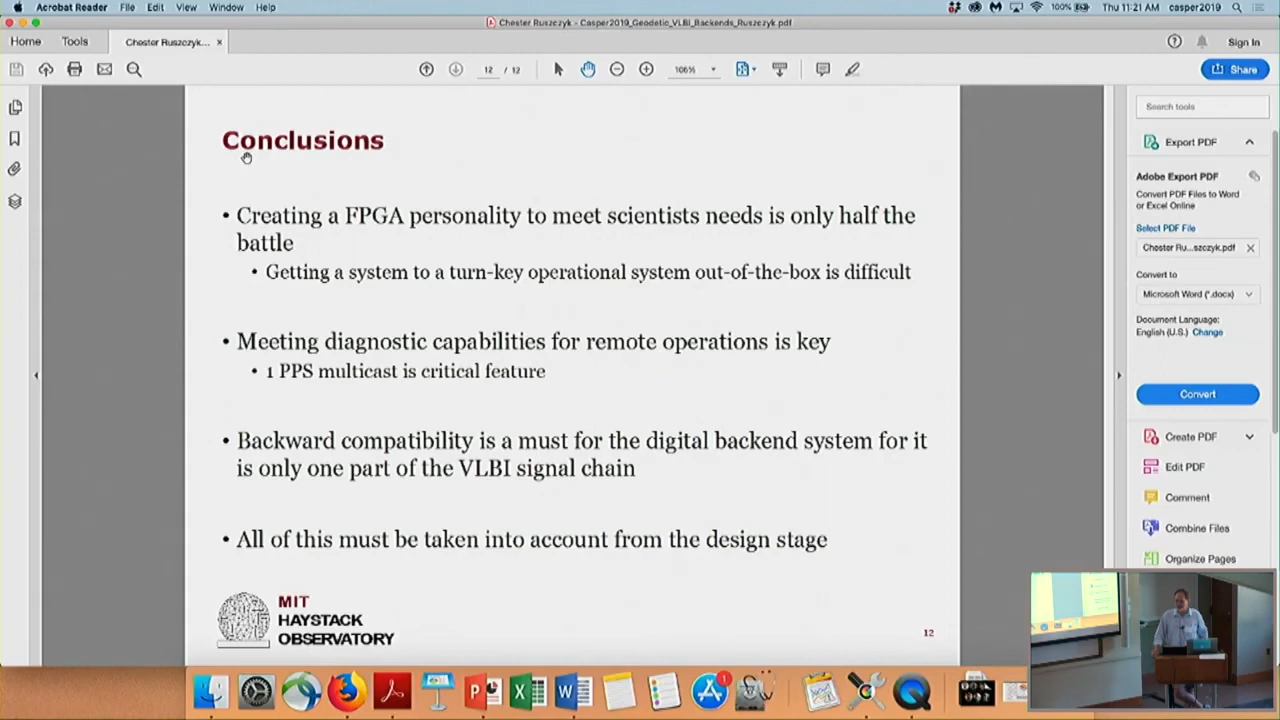 Acrobat Reader File Edit View Window Help 100% Thu 11:21 AM casper2019
Chester Ruszczyk - Casper2019_Geodetic_VLBI_Backends_Ruszczyk.pdf
Home Tools Chester Ruszczyk... × Sign In
12 / 12 106% Share
Conclusions
• Creating a FPGA personality to meet scientists needs is only half the
battle
• Getting a system to a turn-key operational system out-of-the-box is difficult
• Meeting diagnostic capabilities for remote operations is key
• 1 PPS multicast is critical feature
• Backward compatibility is a must for the digital backend system for it
is only one part of the VLBI signal chain
• All of this must be taken into account from the design stage
MIT
HAYSTACK
OBSERVATORY
12
Search tools
Export PDF
Adobe Export PDF
Convert PDF Files to Word
or Excel Online
Select PDF File
Chester Ru...szczyk.pdf
Convert to
Microsoft Word (*.docx)
Document Language:
English (U.S.) Change
Convert
Create PDF
Edit PDF
Comment
Combine Files
Organize Pages